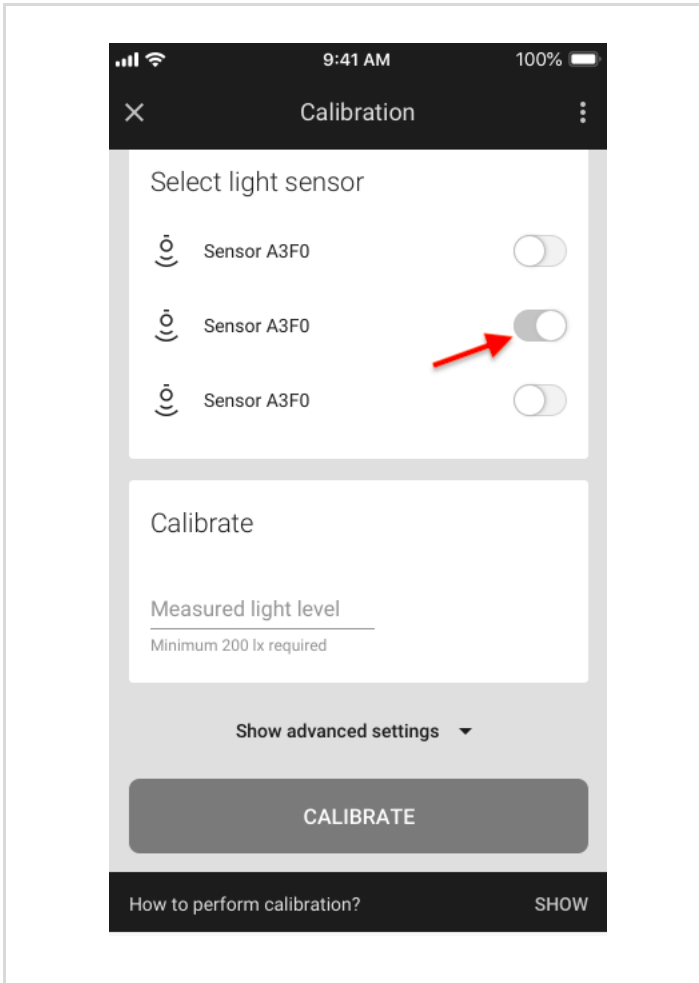 9:41 AM 100%
Calibration
Select light sensor
Sensor A3F0
Sensor A3F0
Sensor A3F0
Calibrate
Measured light level
Minimum 200 lx required
Show advanced settings
CALIBRATE
How to perform calibration? SHOW